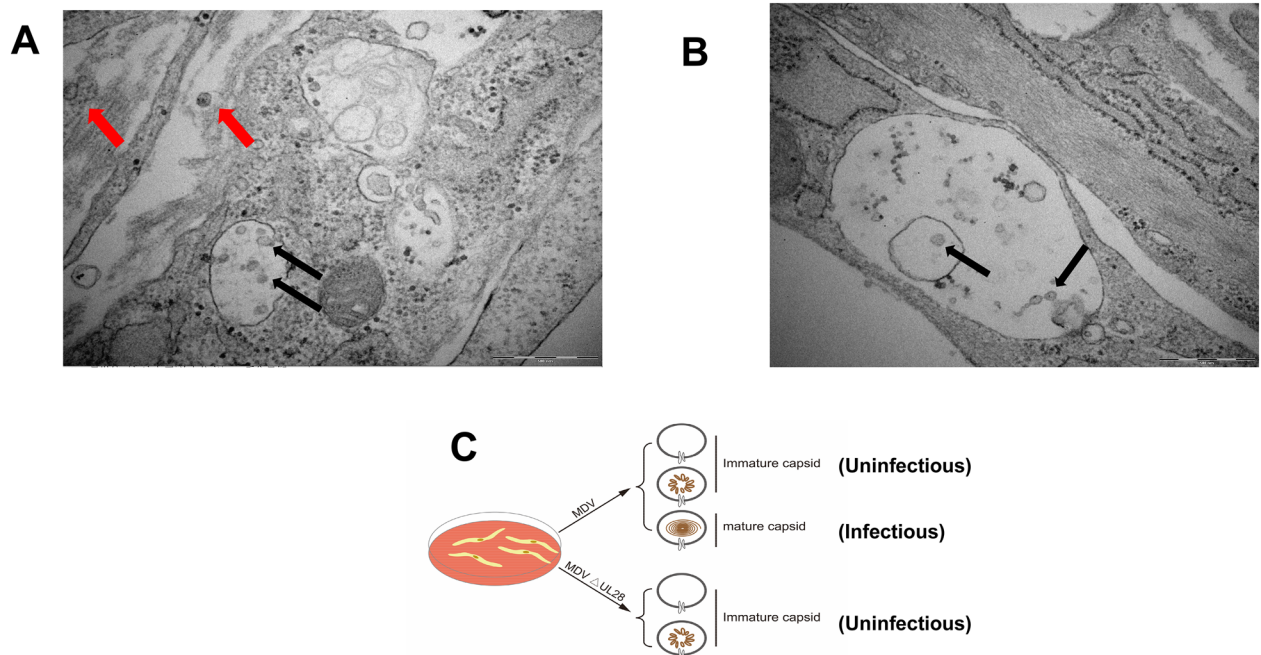 A
B
C
MDV
MDV △UL28
Immature capsid
(Uninfectious)
mature capsid
(Infectious)
Immature capsid
(Uninfectious)